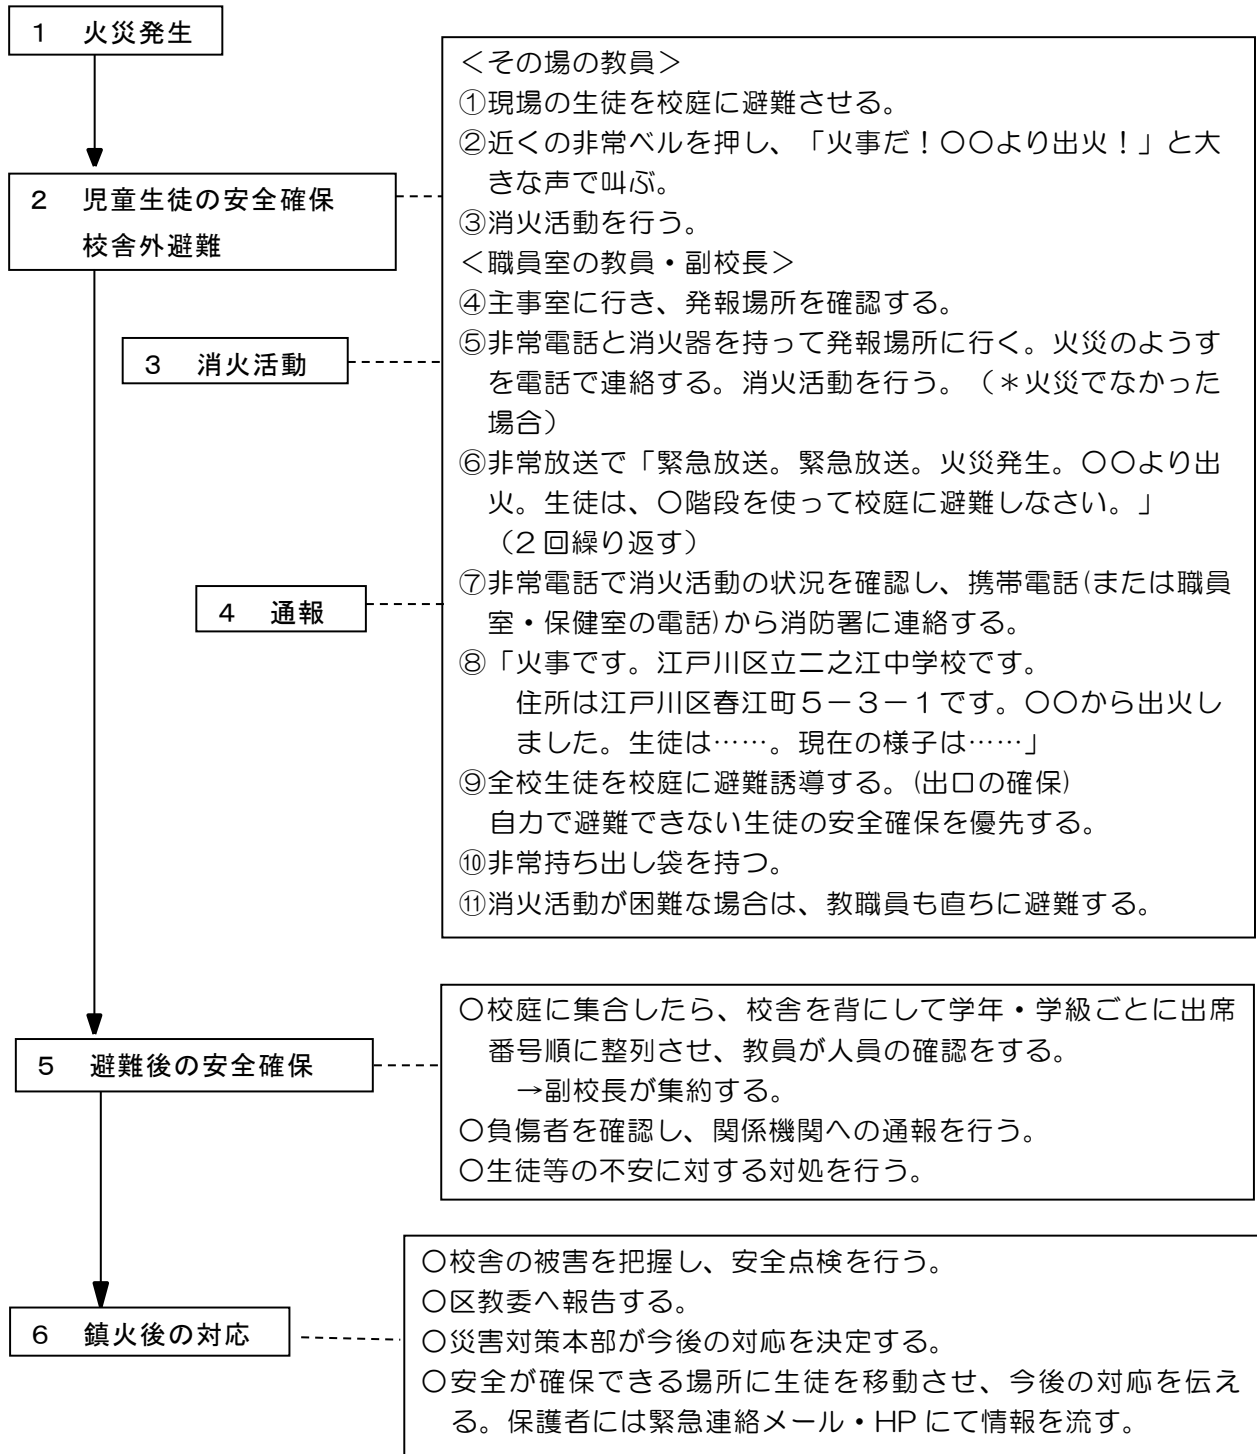 １　火災発生
２　児童生徒の安全確保
校舎外避難
３　消火活動
４　通報
＜その場の教員＞
①現場の生徒を校庭に避難させる。
②近くの非常ベルを押し、「火事だ！〇〇より出火！」と大
きな声で叫ぶ。
③消火活動を行う。
＜職員室の教員・副校長＞
④主事室に行き、発報場所を確認する。
⑤非常電話と消火器を持って発報場所に行く。火災のようす
を電話で連絡する。消火活動を行う。（＊火災でなかった
場合）
⑥非常放送で「緊急放送。緊急放送。火災発生。〇〇より出
火。生徒は、〇階段を使って校庭に避難しなさい。」
（２回繰り返す）
⑦非常電話で消火活動の状況を確認し、携帯電話(または職員
室・保健室の電話)から消防署に連絡する。
⑧「火事です。江戸川区立二之江中学校です。
住所は江戸川区春江町５－３－１です。〇〇から出火し
ました。生徒は……。現在の様子は……」
⑨全校生徒を校庭に避難誘導する。(出口の確保)
自力で避難できない生徒の安全確保を優先する。
⑩非常持ち出し袋を持つ。
⑪消火活動が困難な場合は、教職員も直ちに避難する。
５　避難後の安全確保
〇校庭に集合したら、校舎を背にして学年・学級ごとに出席
番号順に整列させ、教員が人員の確認をする。
→副校長が集約する。
〇負傷者を確認し、関係機関への通報を行う。
〇生徒等の不安に対する対処を行う。
６　鎮火後の対応
〇校舎の被害を把握し、安全点検を行う。
〇区教委へ報告する。
〇災害対策本部が今後の対応を決定する。
〇安全が確保できる場所に生徒を移動させ、今後の対応を伝え
る。保護者には緊急連絡メール・HP にて情報を流す。